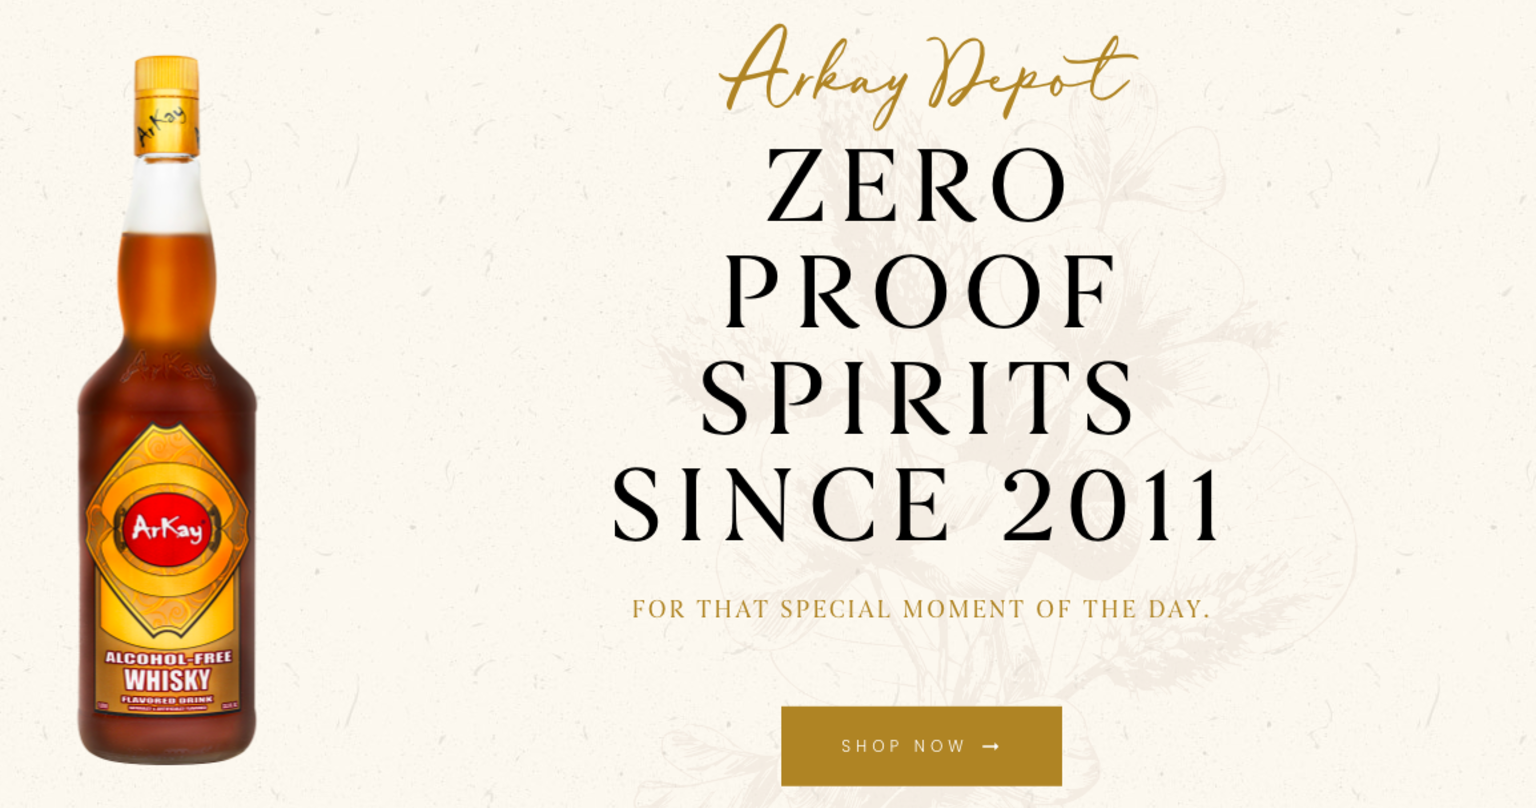 Arkay Depot
ZERO
PROOF
SPIRITS
SINCE 2011
FOR THAT SPECIAL MOMENT OF THE DAY.
SHOP NOW →
ArKay
ArKay
ArKay
ALCOHOL-FREE
WHISKY
FLAVORED DRINK